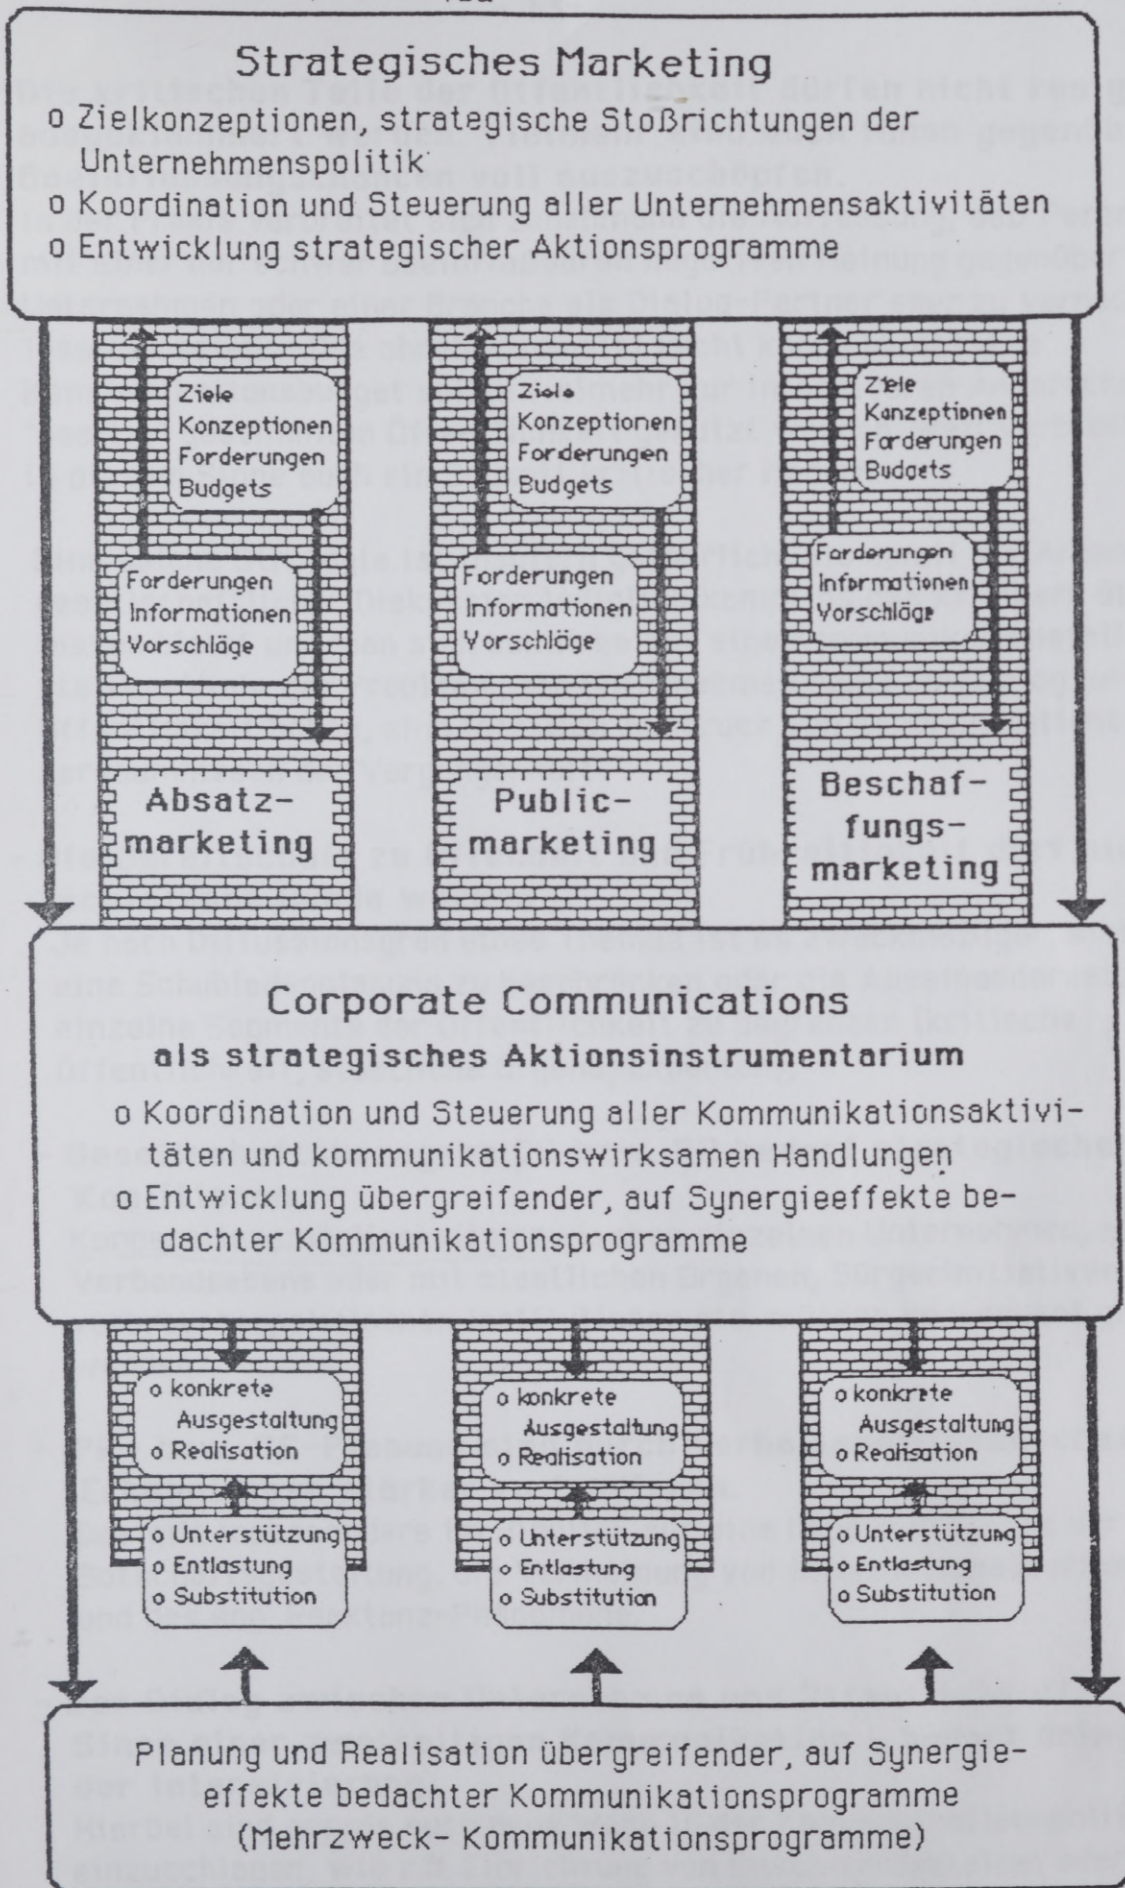 Strategisches Marketing
o Zielkonzeptionen, strategische Stoßrichtungen der
Unternehmenspolitik
o Koordination und Steuerung aller Unternehmensaktivitäten
o Entwicklung strategischer Aktionsprogramme
Ziele
Konzeptionen
Forderungen
Budgets
Forderungen
Informationen
Vorschläge
Absatz-
marketing
Ziele
Konzeptionen
Forderungen
Budgets
Forderungen
Informationen
Vorschläge
Public-
marketing
Ziele
Konzeptionen
Forderungen
Budgets
Forderungen
Informationen
Vorschläge
Beschaf-
fungs-
marketing
Corporate Communications
als strategisches Aktionsinstrumentarium
o Koordination und Steuerung aller Kommunikationsaktivi-
täten und kommunikationswirksamen Handlungen
o Entwicklung übergreifender, auf Synergieeffekte be-
dachter Kommunikationsprogramme
o konkrete
Ausgestaltung
o Realisation
o Unterstützung
o Entlastung
o Substitution
o konkrete
Ausgestaltung
o Realisation
o Unterstützung
o Entlastung
o Substitution
o konkrete
Ausgestaltung
o Realisation
o Unterstützung
o Entlastung
o Substitution
Planung und Realisation übergreifender, auf Synergie-
effekte bedachter Kommunikationsprogramme
(Mehrzweck- Kommunikationsprogramme)